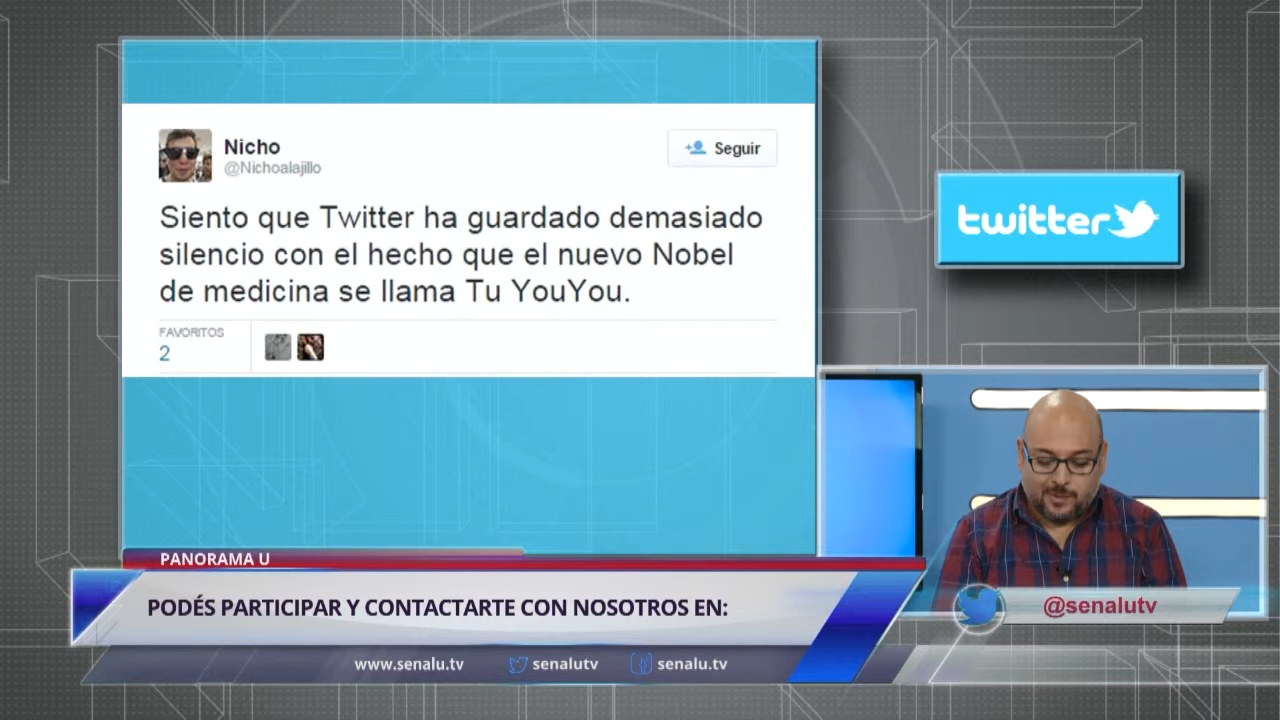 Nicho
@Nichoalajillo
Seguir
Siento que Twitter ha guardado demasiado
silencio con el hecho que el nuevo Nobel
de medicina se llama Tu YouYou.
FAVORITOS
2
twitter
PANORAMA U
PODÉS PARTICIPAR Y CONTACTARTE CON NOSOTROS EN:
www.senalu.tv senalutv senalu.tv
@senalutv